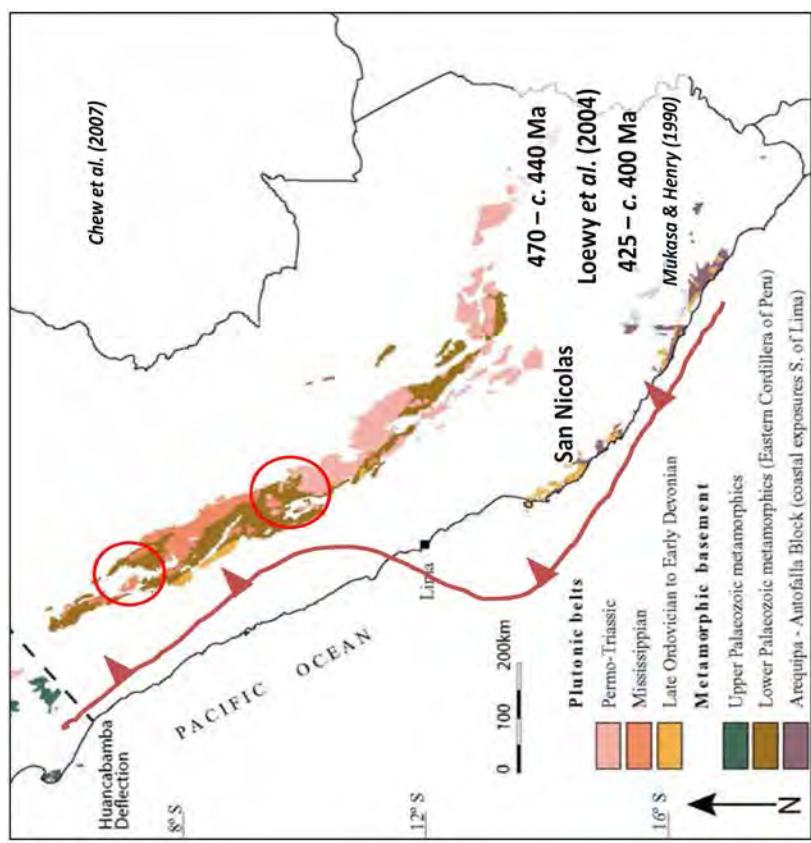 Chew et al. (2007)
470 – c. 440 Ma
Loewy et al. (2004)
425 – c. 400 Ma
Mukasa & Henry (1990)
San Nicolas
Huancabamba
Deflection
PACIFIC OCEAN
Lima
8° S
12° S
16° S
0 100 200km
N
Plutonic belts
Permo-Triassic
Mississippian
Late Ordovician to Early Devonian
Metamorphic basement
Upper Palaeozoic metamorphics
Lower Palaeozoic metamorphics (Eastern Cordillera of Peru)
Arequipa - Antofalla Block (coastal exposures S. of Lima)